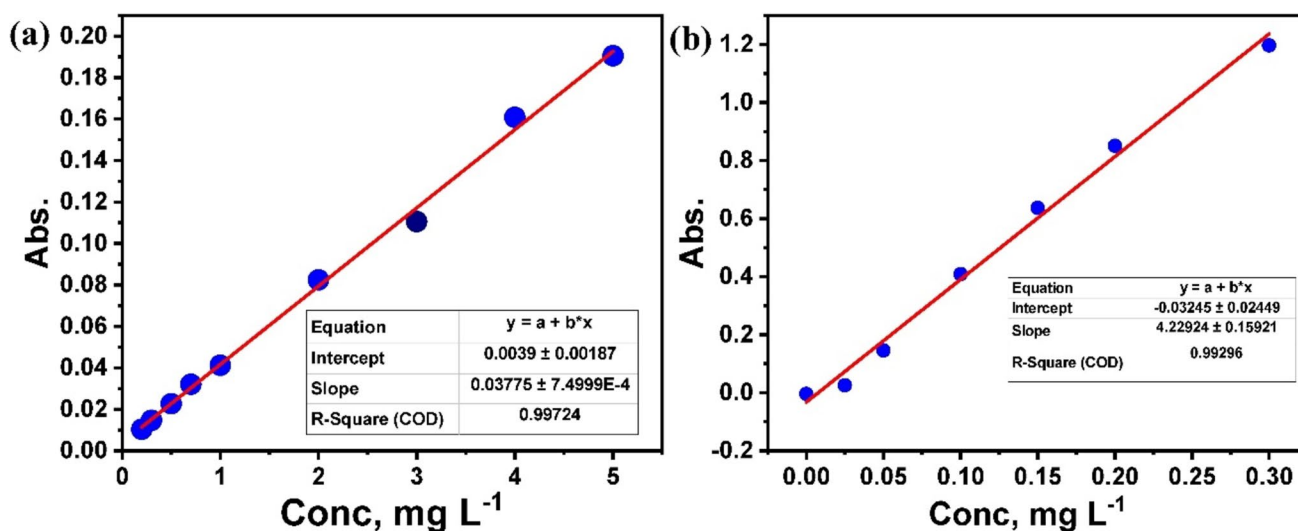 (a)
Abs.
0.20
0.18
0.16
0.14
0.12
0.10
0.08
0.06
0.04
0.02
0.00
0 1 2 3 4 5
Conc, mg L⁻¹
Equation y = a + b*x
Intercept 0.0039 ± 0.00187
Slope 0.03775 ± 7.4999E-4
R-Square (COD) 0.99724
(b)
Abs.
1.2
1.0
0.8
0.6
0.4
0.2
0.0
-0.2
0.00 0.05 0.10 0.15 0.20 0.25 0.30
Conc, mg L⁻¹
Equation y = a + b*x
Intercept -0.03245 ± 0.02449
Slope 4.22924 ± 0.15921
R-Square (COD) 0.99296